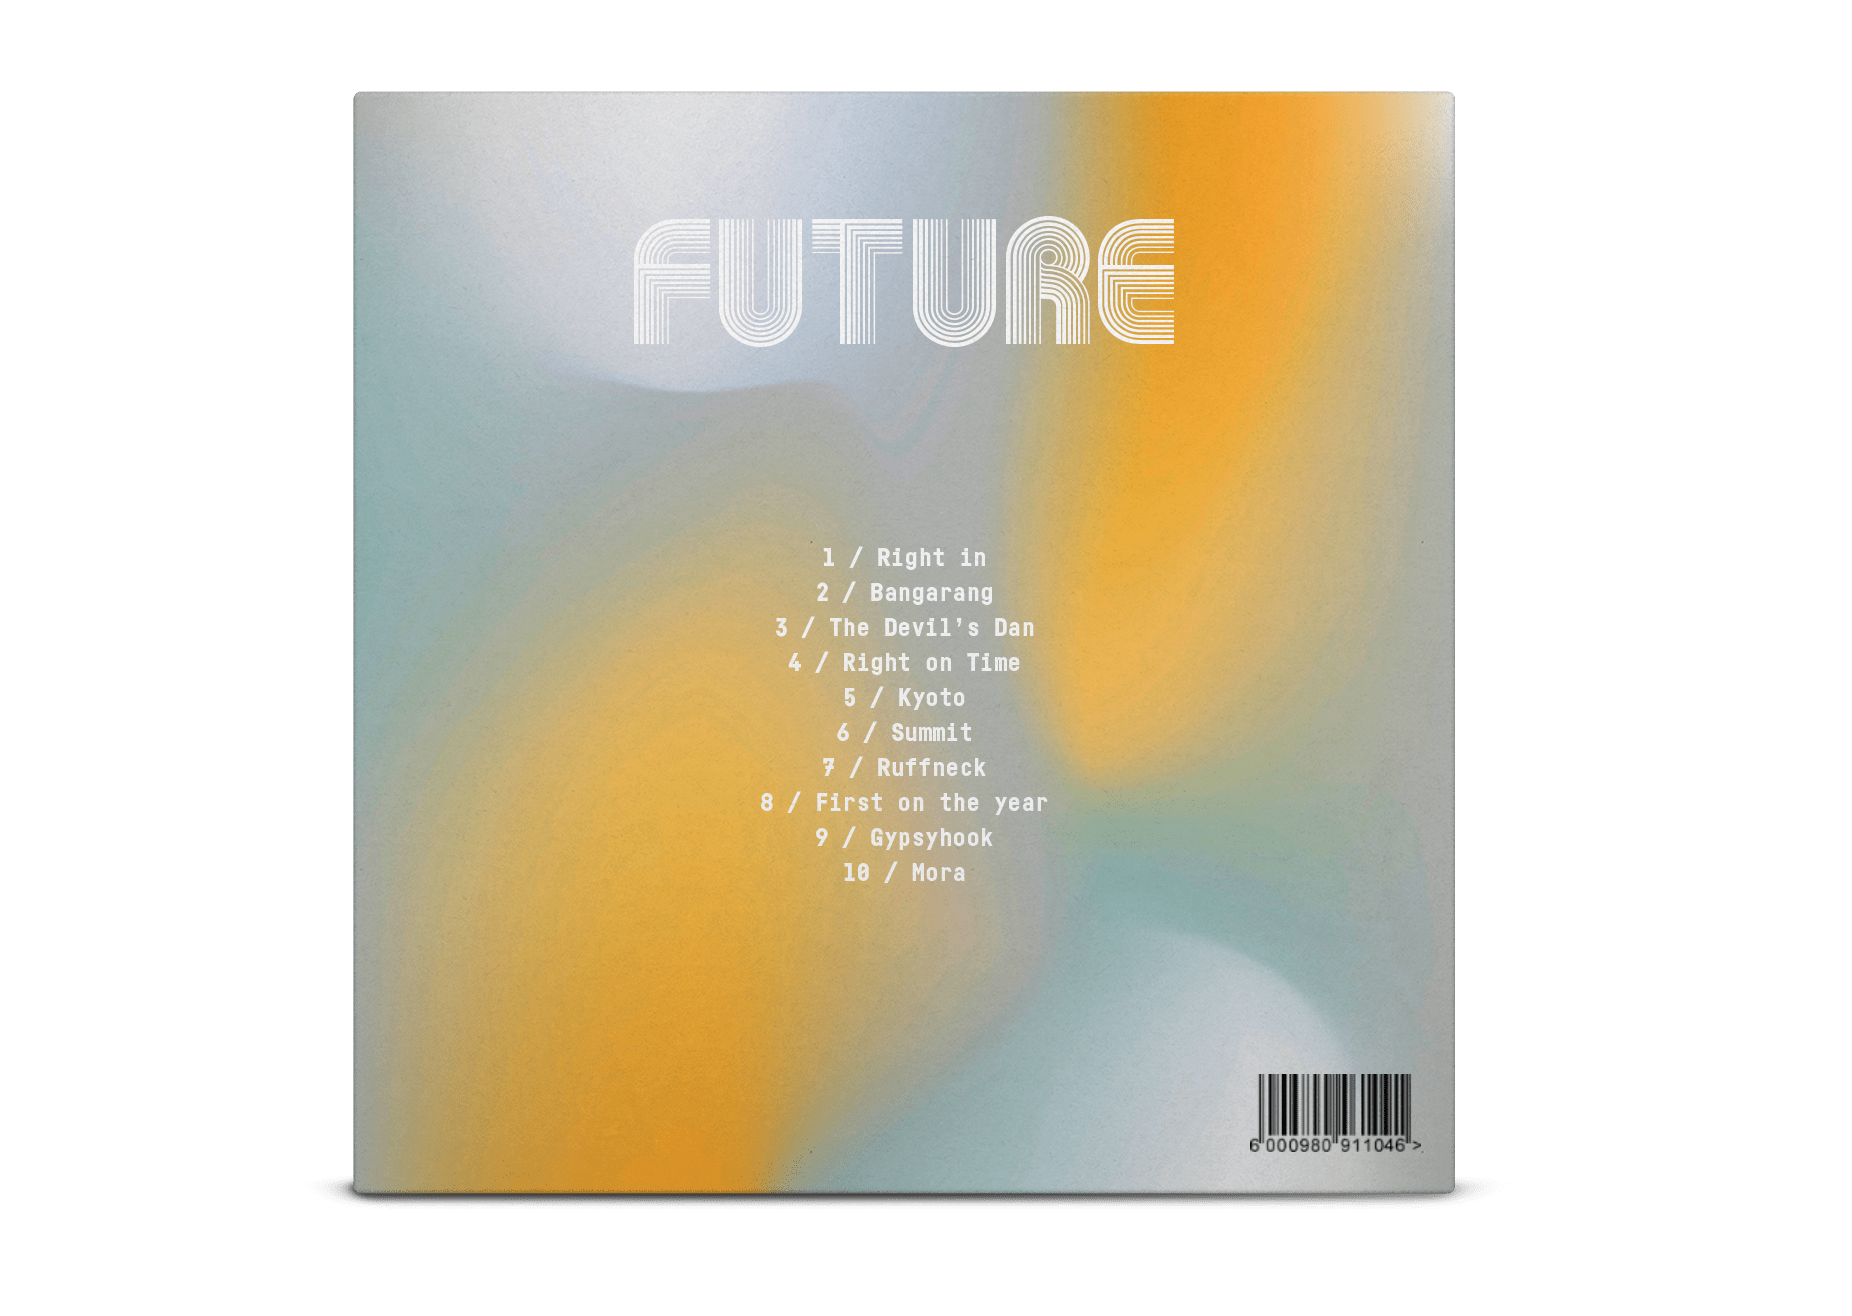 FUTURE
1 / Right in
2 / Bangarang
3 / The Devil’s Dan
4 / Right on Time
5 / Kyoto
6 / Summit
7 / Ruffneck
8 / First on the year
9 / Gypsyhook
10 / Mora
6 000980 911046 >